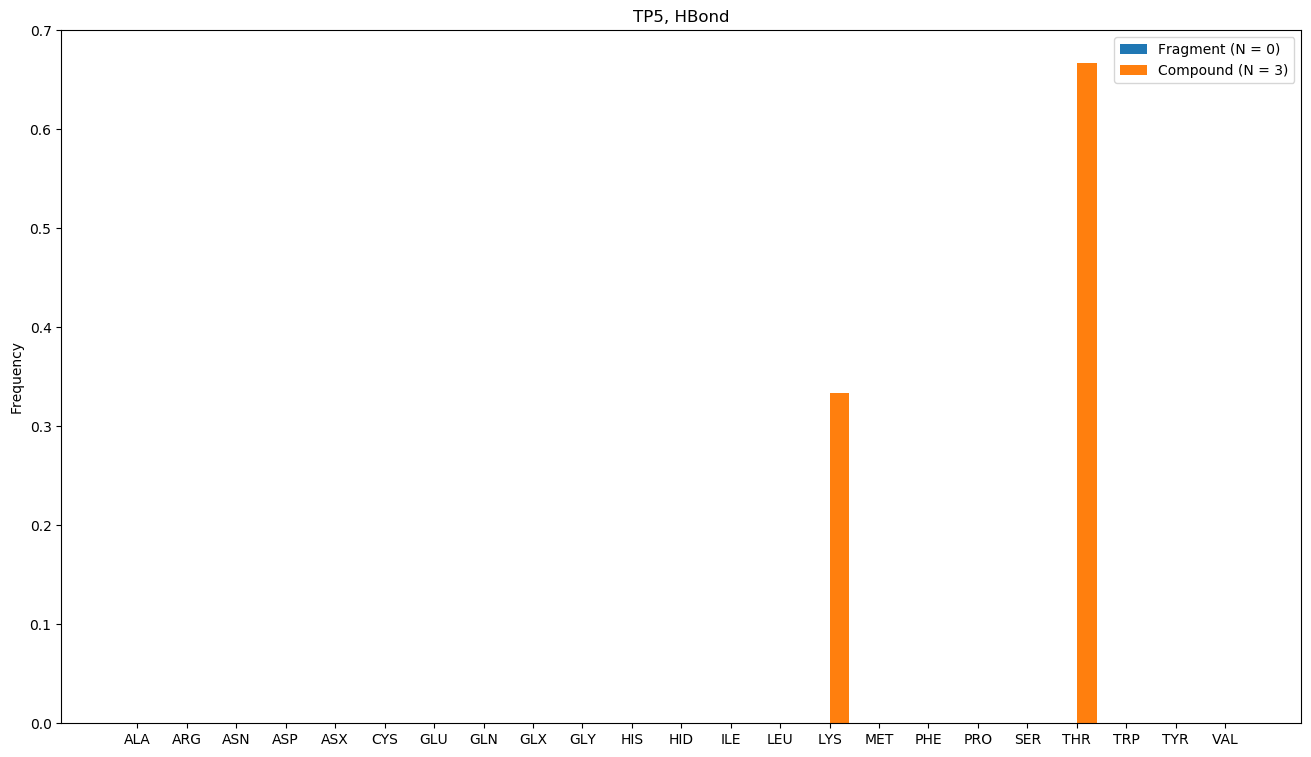 TP5, HBond
0.7
Fragment (N = 0)
Compound (N = 3)
0.6
0.5
0.4
Frequency
0.3
0.2
0.1
0.0
ALA ARG ASN ASP ASX CYS GLU GLN GLX GLY HIS HID ILE LEU LYS MET PHE PRO SER THR TRP TYR VAL